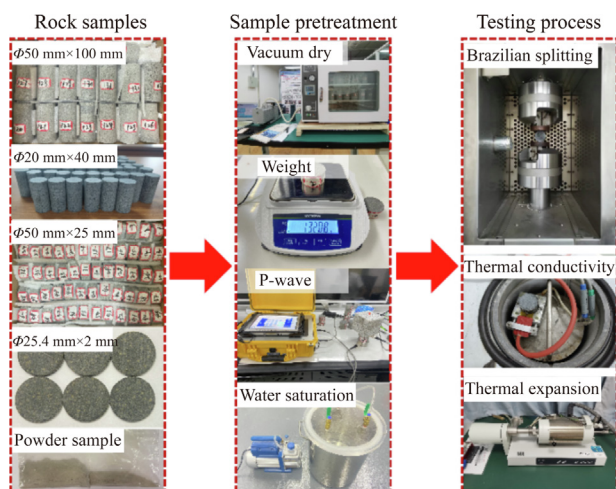 Rock samples
Φ50 mm×100 mm
Φ20 mm×40 mm
Φ50 mm×25 mm
Φ25.4 mm×2 mm
Powder sample
Sample pretreatment
Vacuum dry
Weight
P-wave
Water saturation
Testing process
Brazilian splitting
Thermal conductivity
Thermal expansion